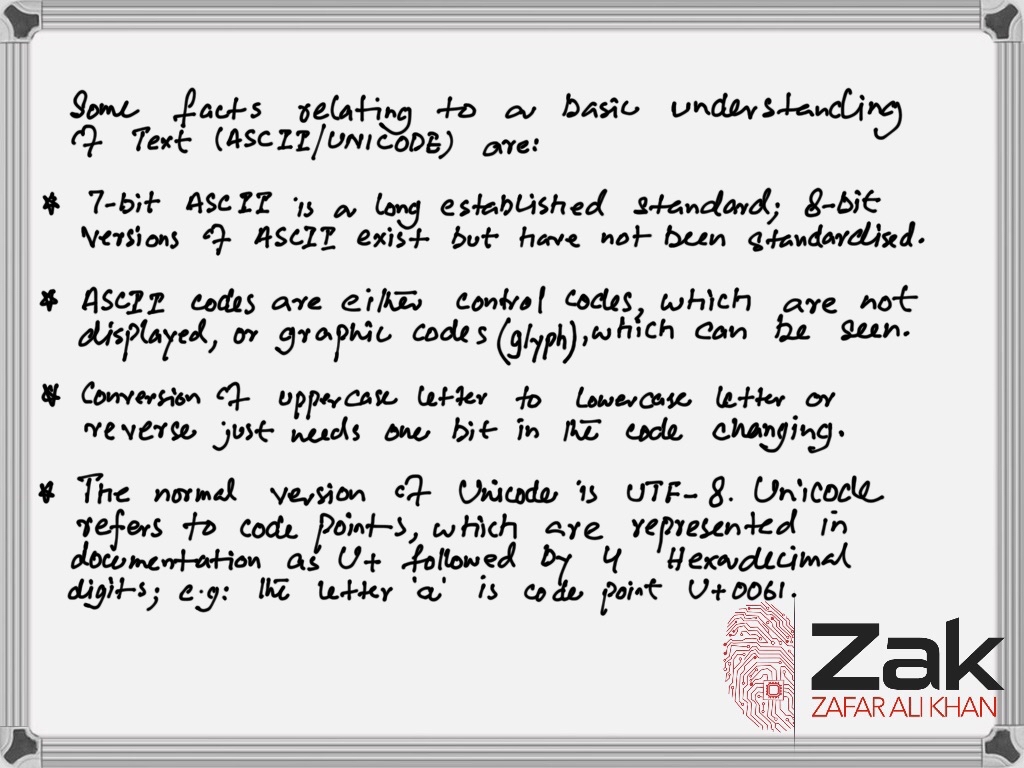 Some facts relating to a basic understanding
of Text (ASCII/UNICODE) are:
* 7-bit ASCII is a long established standard; 8-bit
versions of ASCII exist but have not been standardised.
* ASCII codes are either control codes, which are not
displayed, or graphic codes (glyph), which can be seen.
* Conversion of uppercase letter to lowercase letter or
reverse just needs one bit in the code changing.
* The normal version of Unicode is UTF-8. Unicode
refers to code points, which are represented in
documentation as U+ followed by 4 Hexadecimal
digits; e.g: the letter 'a' is code point U+0061.
Zak
ZAFAR ALI KHAN